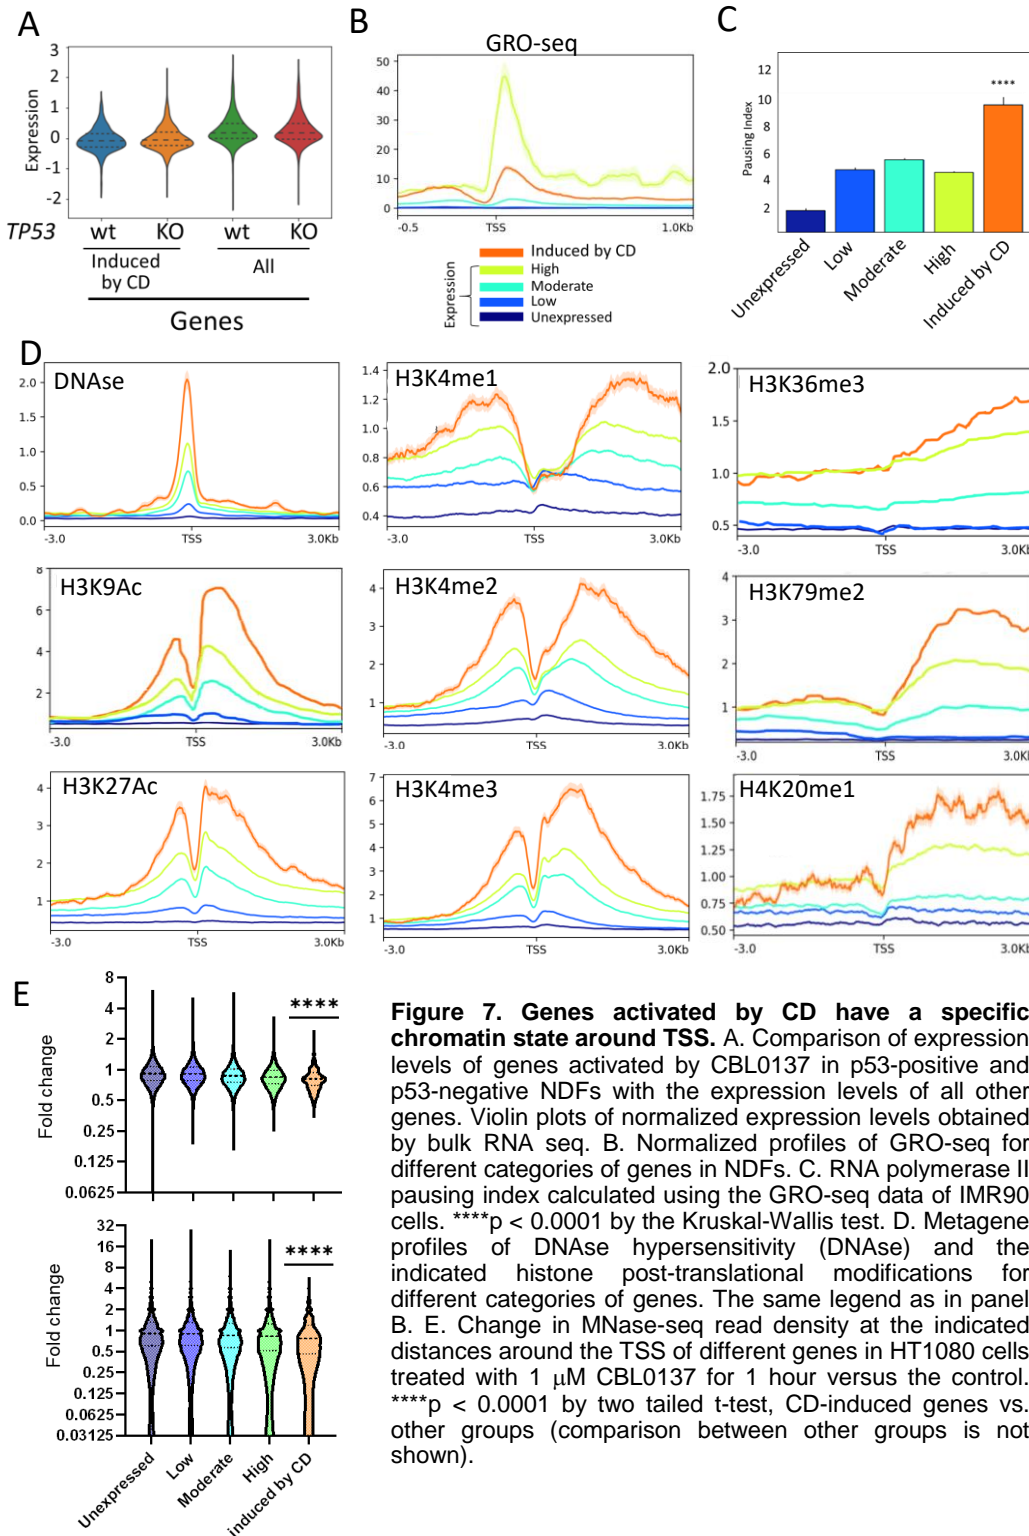 A
3
2
1
0
-1
-2
Expression
TP53
wt
KO
wt
KO
Induced
by CD
All
Genes
B
GRO-seq
50
40
30
20
10
0
-0.5
TSS
1.0Kb
Induced by CD
High
Moderate
Low
Unexpressed
Expression
C
12
10
8
6
4
2
Pausing Index
****
Unexpressed
Low
Moderate
High
Induced by CD
D
DNAse
2.0
1.5
1.0
0.5
0.0
-3.0
TSS
3.0Kb
H3K4me1
1.4
1.2
1.0
0.8
0.6
0.4
-3.0
TSS
3.0Kb
H3K36me3
2.0
1.5
1.0
0.5
-3.0
TSS
3.0Kb
H3K9Ac
8
6
4
2
-3.0
TSS
3.0Kb
H3K4me2
4
3
2
1
-3.0
TSS
3.0Kb
H3K79me2
4
3
2
1
-3.0
TSS
3.0Kb
H3K27Ac
4
3
2
1
-3.0
TSS
3.0Kb
H3K4me3
7
6
5
4
3
2
1
-3.0
TSS
3.0Kb
H4K20me1
1.75
1.50
1.25
1.00
0.75
0.50
-3.0
TSS
3.0Kb
E
8
4
2
1
0.5
0.25
0.125
0.0625
Fold change
****
32
16
8
4
2
1
0.5
0.25
0.125
0.0625
0.03125
Fold change
****
Unexpressed
Low
Moderate
High
induced by CD
Figure 7. Genes activated by CD have a specific
chromatin state around TSS. A. Comparison of expression
levels of genes activated by CBL0137 in p53-positive and
p53-negative NDFs with the expression levels of all other
genes. Violin plots of normalized expression levels obtained
by bulk RNA seq. B. Normalized profiles of GRO-seq for
different categories of genes in NDFs. C. RNA polymerase II
pausing index calculated using the GRO-seq data of IMR90
cells. ****p < 0.0001 by the Kruskal-Wallis test. D. Metagene
profiles of DNAse hypersensitivity (DNAse) and the
indicated histone post-translational modifications for
different categories of genes. The same legend as in panel
B. E. Change in MNase-seq read density at the indicated
distances around the TSS of different genes in HT1080 cells
treated with 1 μM CBL0137 for 1 hour versus the control.
****p < 0.0001 by two tailed t-test, CD-induced genes vs.
other groups (comparison between other groups is not
shown).